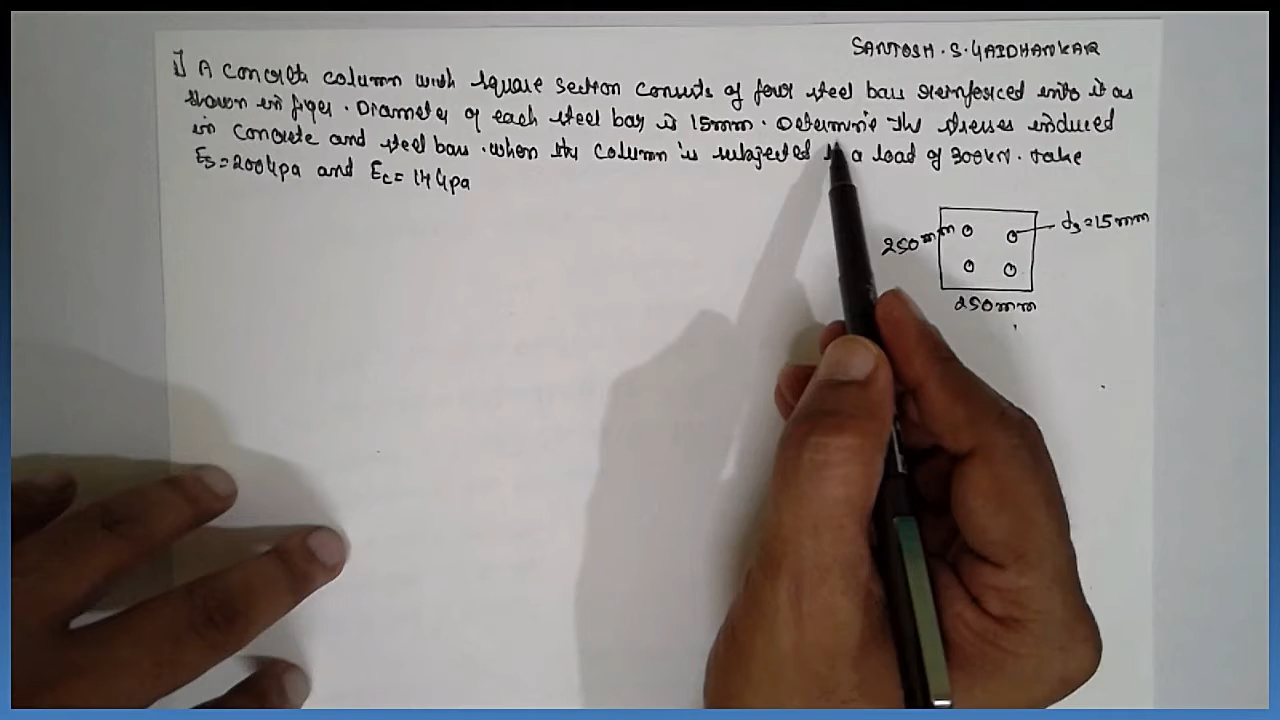 SANTOSH.S.GAIDHANKAR
1] A concrete column with square section consists of four steel bars reinforced into it as
shown in figer. Diameter of each steel bar is 15mm. Determine the stresses induced
in concrete and steel bars. when the column is subjected to a load of 300kN. Take
Es=200Gpa and Ec=14Gpa
250mm
ds=15mm
250mm